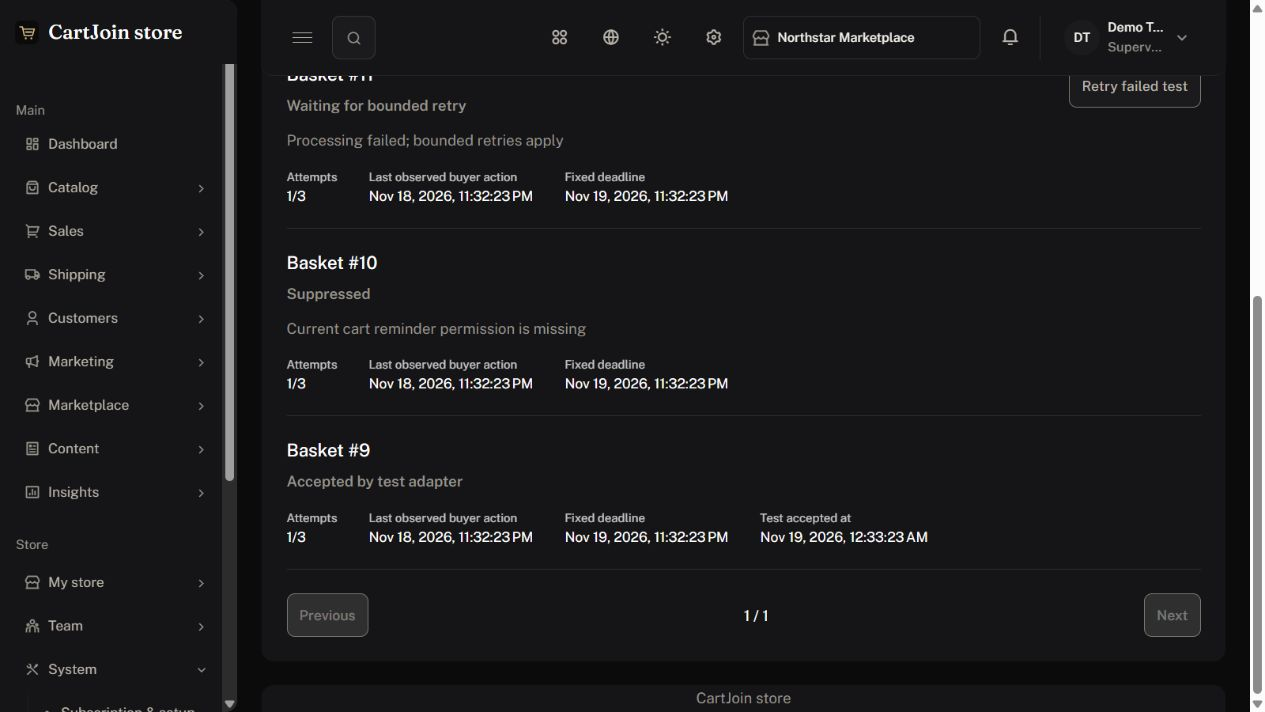 CartJoin store
Main
Dashboard
Catalog
Sales
Shipping
Customers
Marketing
Marketplace
Content
Insights
Store
My store
Team
System
Subscription & setup
Northstar Marketplace
DT
Demo T...
Superv...
Basket #11
Waiting for bounded retry
Retry failed test
Processing failed; bounded retries apply
Attempts Last observed buyer action Fixed deadline
1/3 Nov 18, 2026, 11:32:23 PM Nov 19, 2026, 11:32:23 PM
Basket #10
Suppressed
Current cart reminder permission is missing
Attempts Last observed buyer action Fixed deadline
1/3 Nov 18, 2026, 11:32:23 PM Nov 19, 2026, 11:32:23 PM
Basket #9
Accepted by test adapter
Attempts Last observed buyer action Fixed deadline Test accepted at
1/3 Nov 18, 2026, 11:32:23 PM Nov 19, 2026, 11:32:23 PM Nov 19, 2026, 12:33:23 AM
Previous 1 / 1 Next
CartJoin store